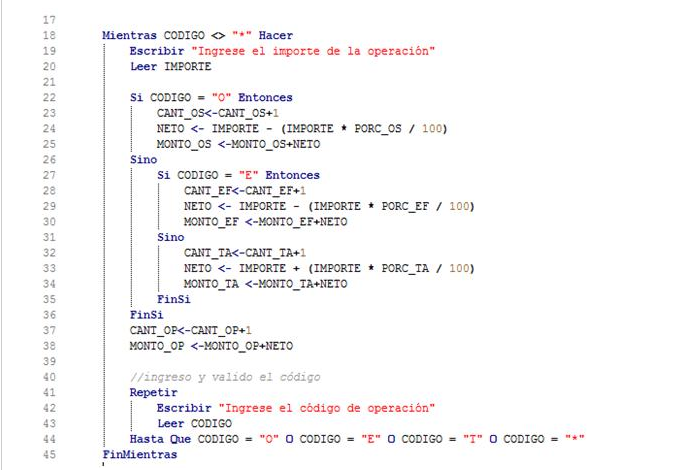 17
18 Mientras CODIGO <> "*" Hacer
19 Escribir "Ingrese el importe de la operación"
20 Leer IMPORTE
21
22 Si CODIGO = "O" Entonces
23 CANT_OS<-CANT_OS+1
24 NETO <- IMPORTE - (IMPORTE * PORC_OS / 100)
25 MONTO_OS <-MONTO_OS+NETO
26 Sino
27 Si CODIGO = "E" Entonces
28 CANT_EF<-CANT_EF+1
29 NETO <- IMPORTE - (IMPORTE * PORC_EF / 100)
30 MONTO_EF <-MONTO_EF+NETO
31 Sino
32 CANT_TA<-CANT_TA+1
33 NETO <- IMPORTE + (IMPORTE * PORC_TA / 100)
34 MONTO_TA <-MONTO_TA+NETO
35 FinSi
36 FinSi
37 CANT_OP<-CANT_OP+1
38 MONTO_OP <-MONTO_OP+NETO
39
40 //ingreso y valido el código
41 Repetir
42 Escribir "Ingrese el código de operación"
43 Leer CODIGO
44 Hasta Que CODIGO = "O" O CODIGO = "E" O CODIGO = "T" O CODIGO = "*"
45 FinMientras